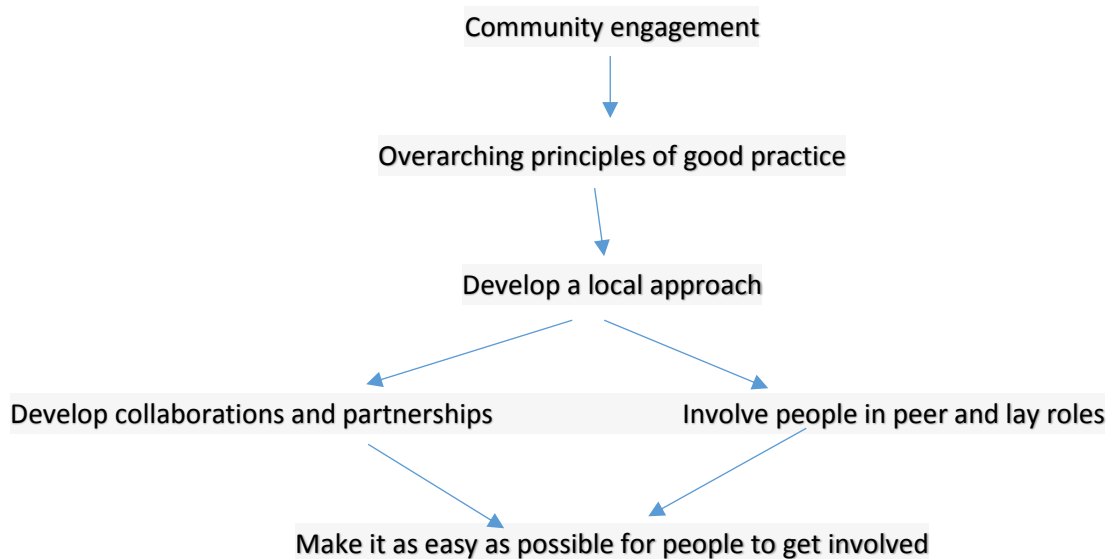 Community engagement
Overarching principles of good practice
Develop a local approach
Develop collaborations and partnerships
Involve people in peer and lay roles
Make it as easy as possible for people to get involved